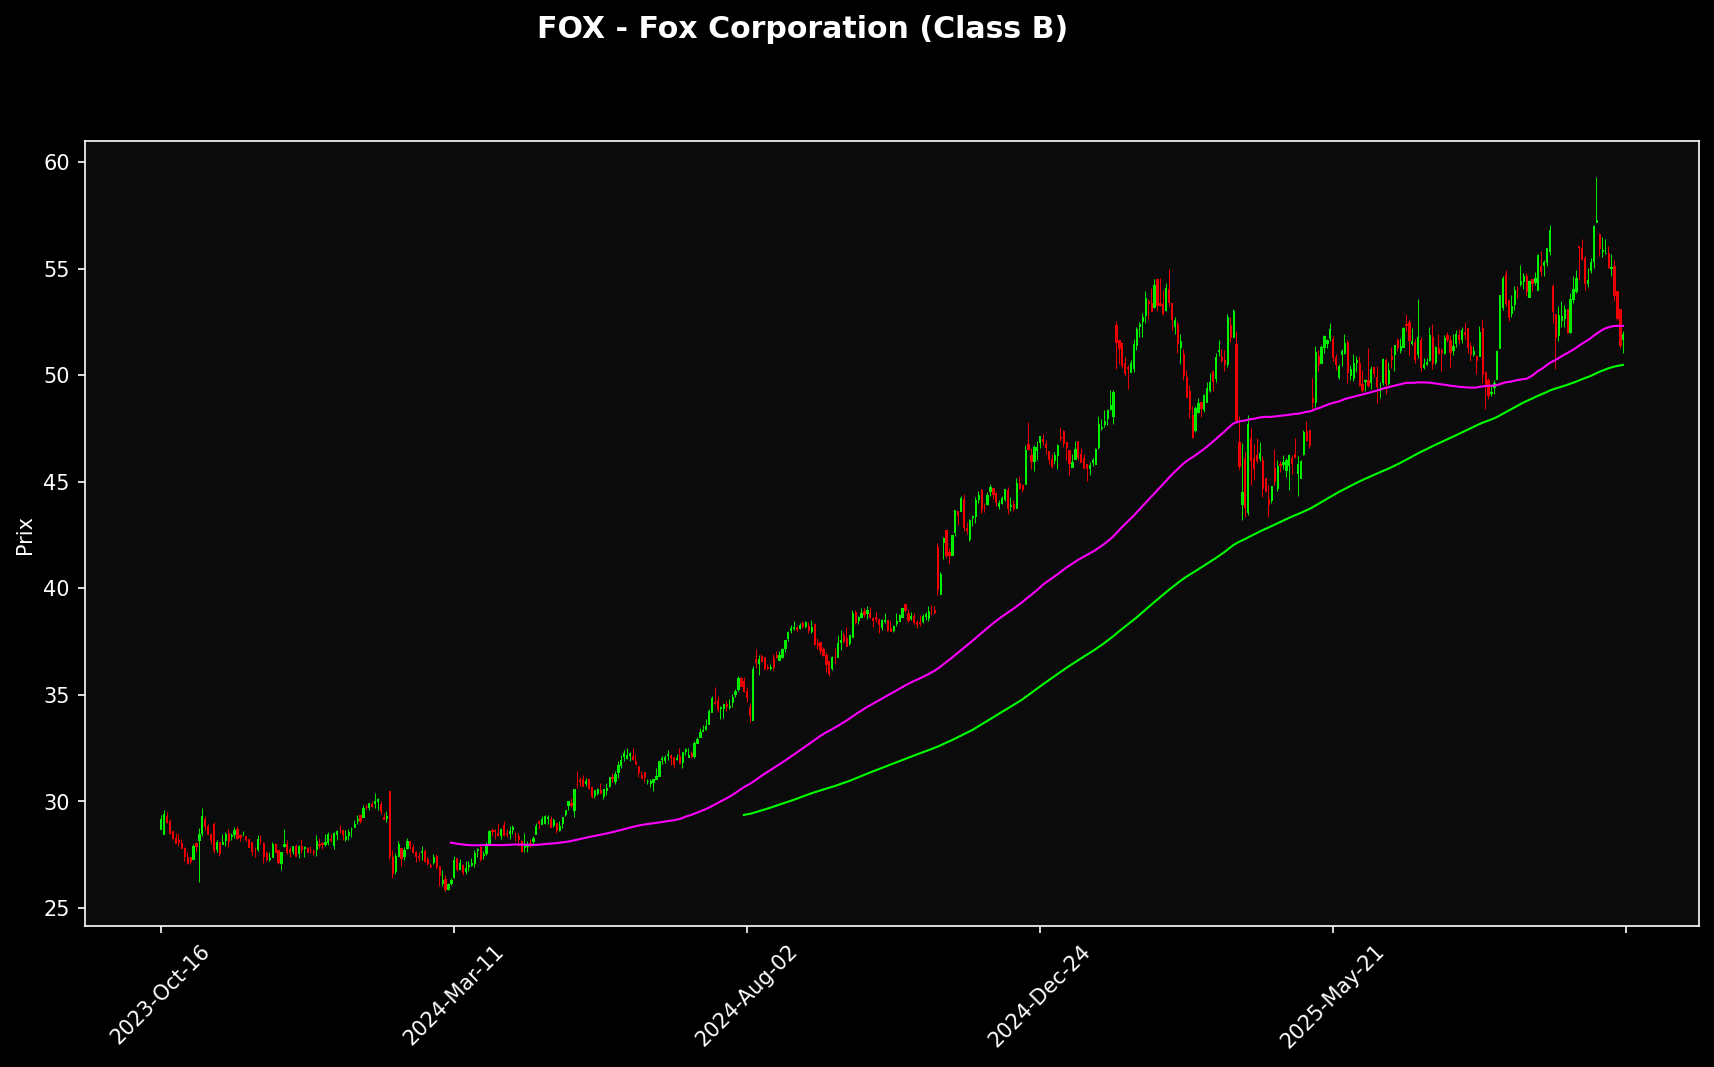 FOX - Fox Corporation (Class B)
Prix
60
55
50
45
40
35
30
25
2023-Oct-16
2024-Mar-11
2024-Aug-02
2024-Dec-24
2025-May-21